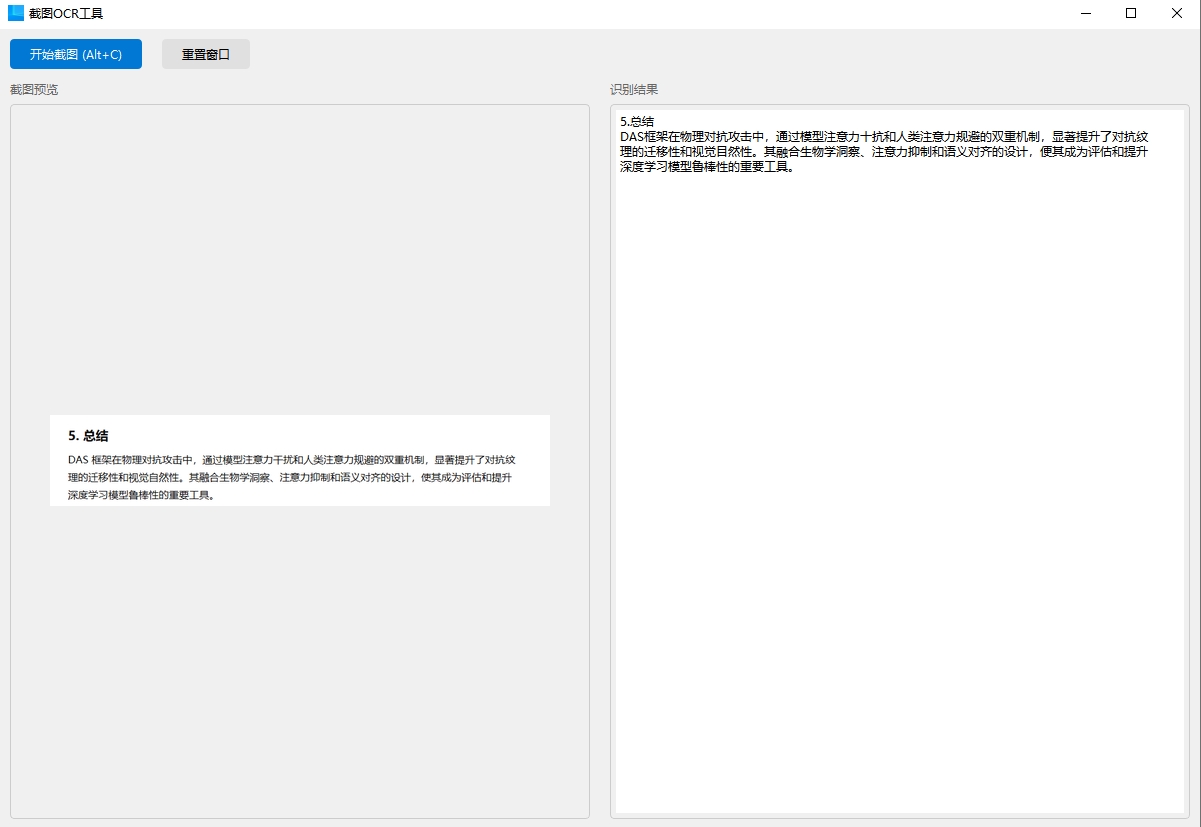 截图OCR工具
开始截图 (Alt+C)
重置窗口
截图预览
5. 总结
DAS 框架在物理对抗攻击中，通过模型注意力干扰和人类注意力规避的双重机制，显著提升了对抗纹
理的迁移性和视觉自然性。其融合生物学洞察、注意力抑制和语义对齐的设计，使其成为评估和提升
深度学习模型鲁棒性的重要工具。
识别结果
5.总结
DAS框架在物理对抗攻击中，通过模型注意力十抗和人类注意力规避的双重机制，显著提升了对抗纹
理的迁移性和视觉目然性。其融合生物学洞察、注意力抑制和语义对齐的设计，便其成为评估和提升
深度学习模型鲁棒性的重要工具。